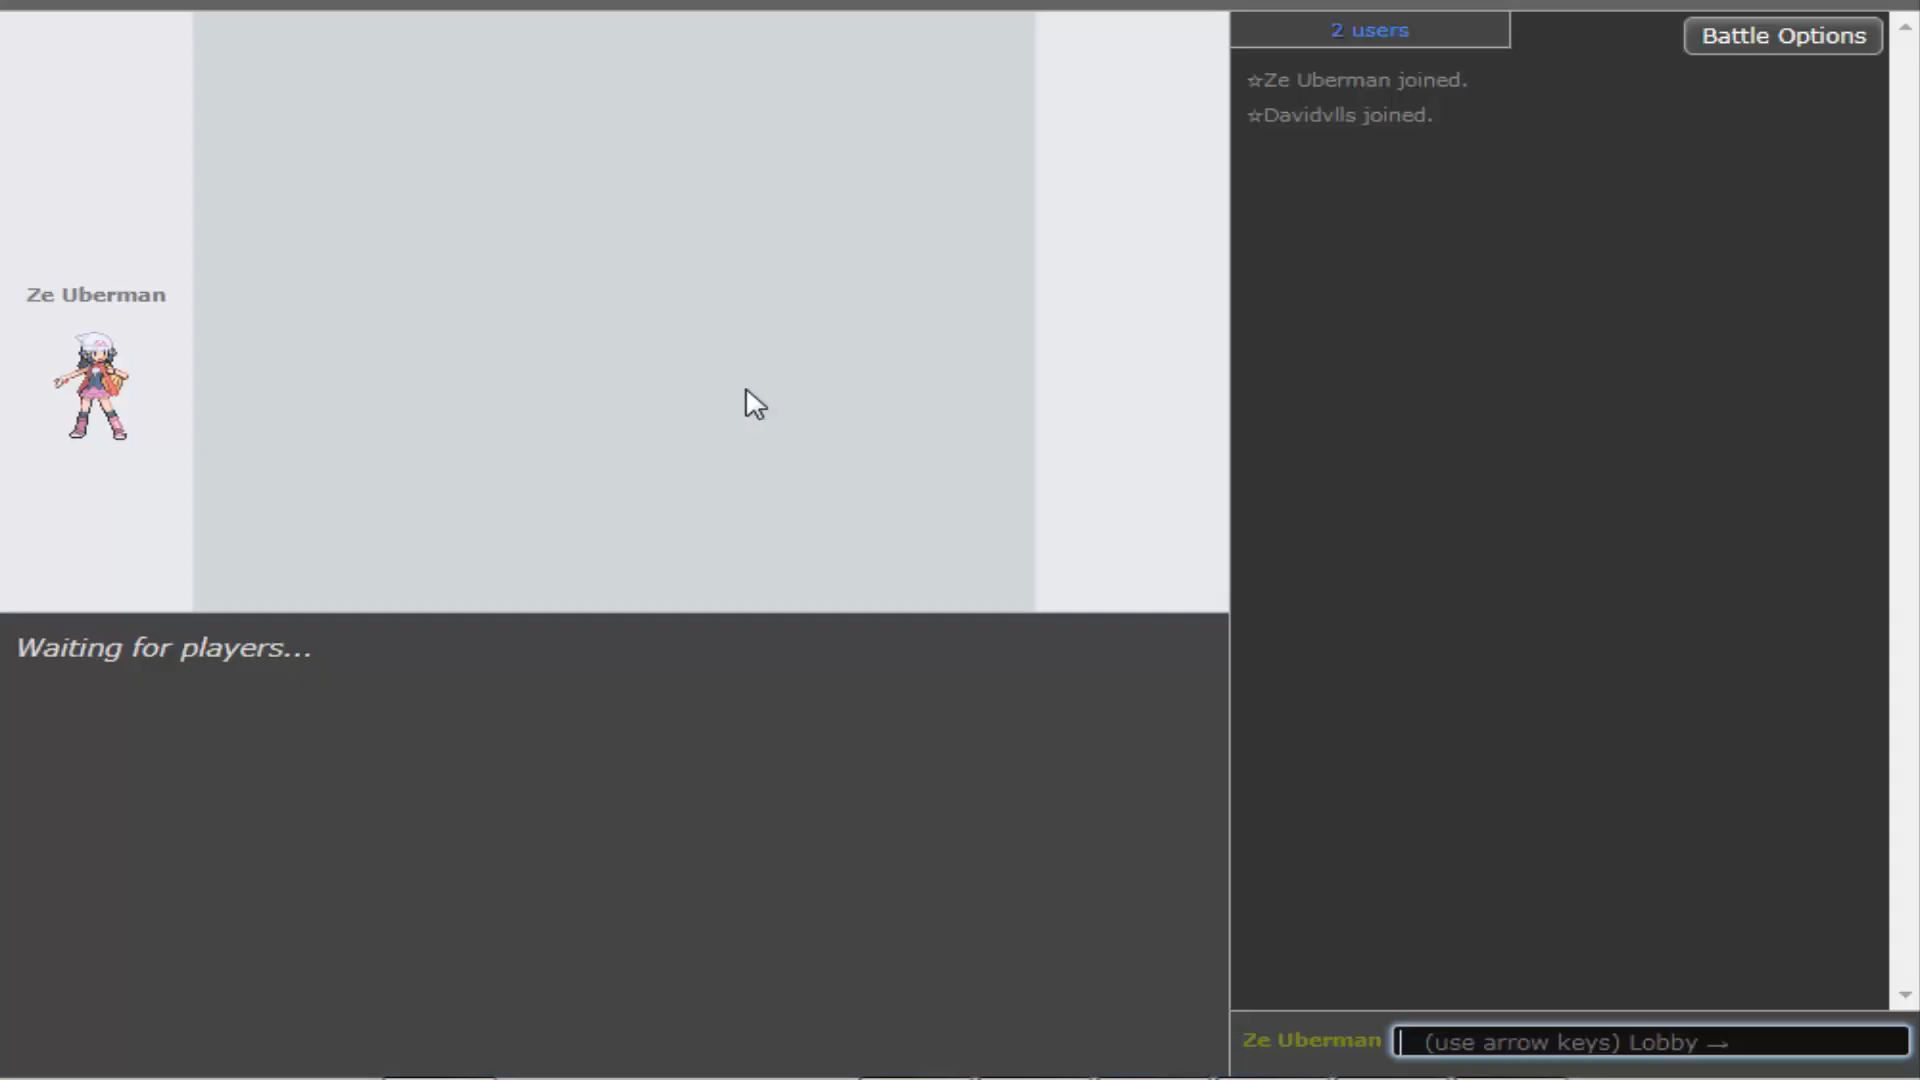 2 users
Battle Options
☆Ze Uberman joined.
☆Davidvlls joined.
Ze Uberman
Waiting for players...
Ze Uberman
(use arrow keys) Lobby →